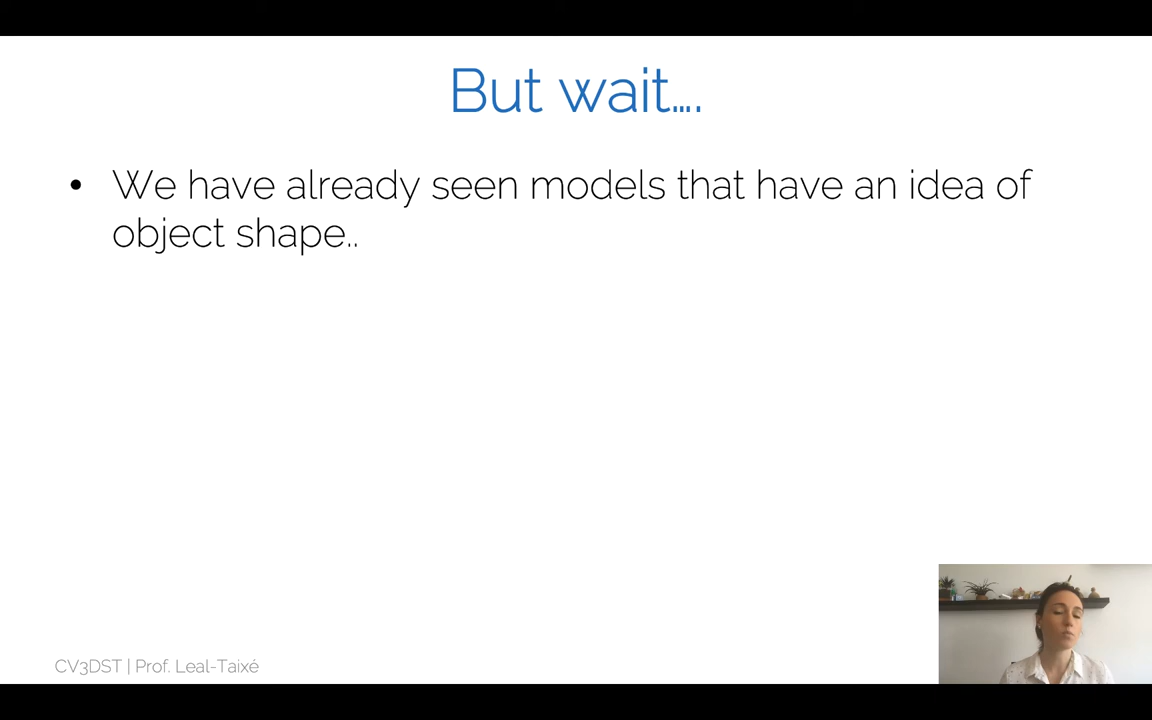 But wait….
• We have already seen models that have an idea of
object shape..
CV3DST | Prof. Leal-Taixé